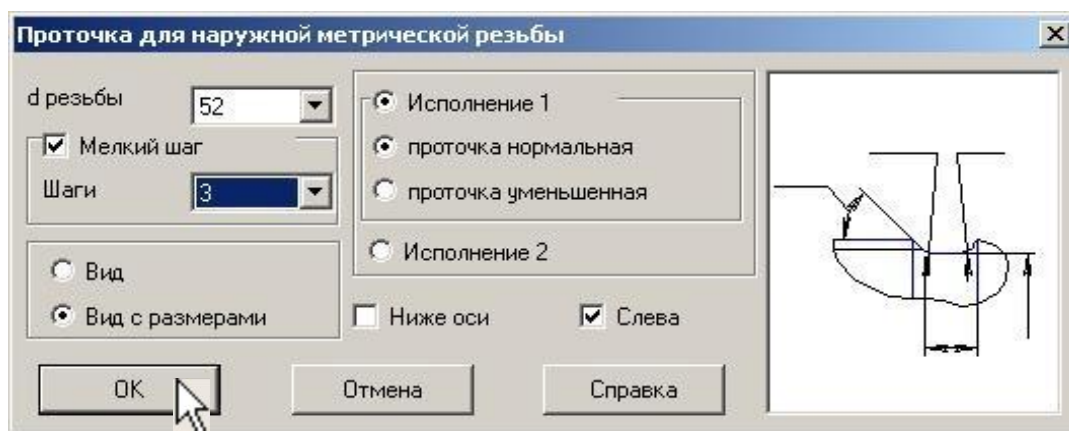 Проточка для наружной метрической резьбы
d резьбы 52
Мелкий шаг
Шаги 3
Вид
Вид с размерами
Исполнение 1
проточка нормальная
проточка уменьшенная
Исполнение 2
Ниже оси Слева
OK Отмена Справка